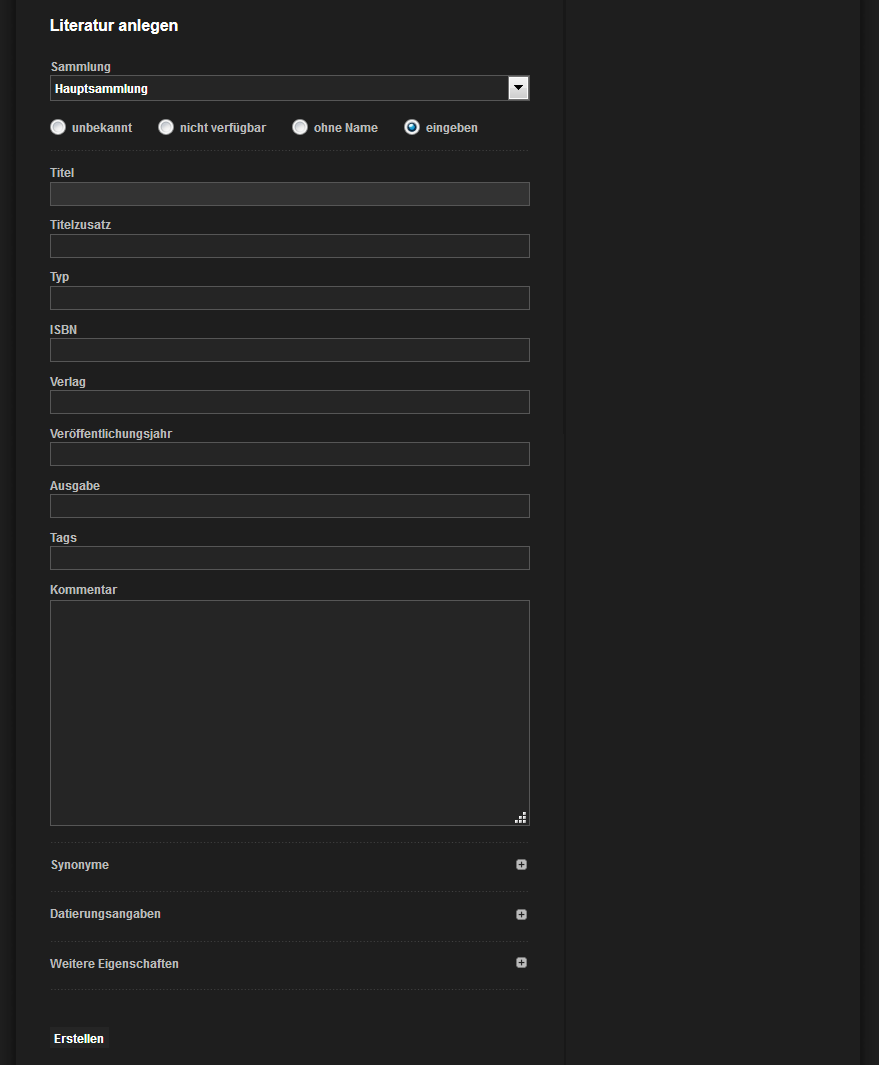 Literatur anlegen
Sammlung
Hauptsammlung
unbekannt nicht verfügbar ohne Name eingeben
Titel
Titelzusatz
Typ
ISBN
Verlag
Veröffentlichungsjahr
Ausgabe
Tags
Kommentar
Synonyme
Datierungsangaben
Weitere Eigenschaften
Erstellen